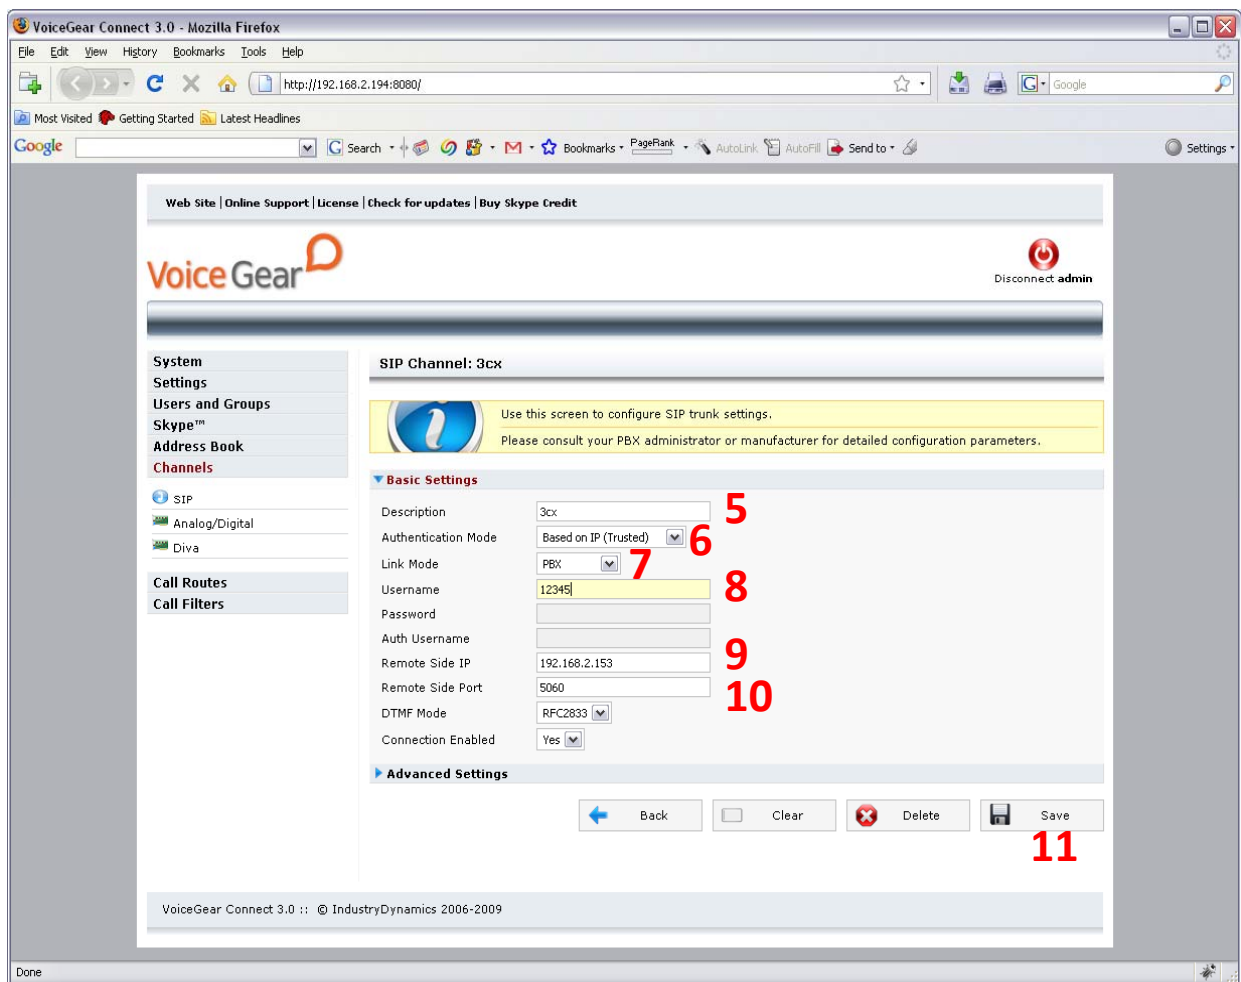 VoiceGear Connect 3.0 - Mozilla Firefox
File Edit View History Bookmarks Tools Help
http://192.168.2.194:8080/
G Google
Most Visited Getting Started Latest Headlines
Google G Search M Bookmarks PageRank AutoLink AutoFill Send to Settings
Web Site | Online Support | License | Check for updates | Buy Skype Credit
Voice Gear
Disconnect admin
System
Settings
Users and Groups
Skype™
Address Book
Channels
SIP
Analog/Digital
Diva
Call Routes
Call Filters
SIP Channel: 3cx
Use this screen to configure SIP trunk settings.
Please consult your PBX administrator or manufacturer for detailed configuration parameters.
Basic Settings
Description 3cx 5
Authentication Mode Based on IP (Trusted) 6
Link Mode PBX 7
Username 12345 8
Password
Auth Username
Remote Side IP 192.168.2.153 9
Remote Side Port 5060 10
DTMF Mode RFC2833
Connection Enabled Yes
Advanced Settings
Back Clear Delete Save
11
VoiceGear Connect 3.0 :: © IndustryDynamics 2006-2009
Done